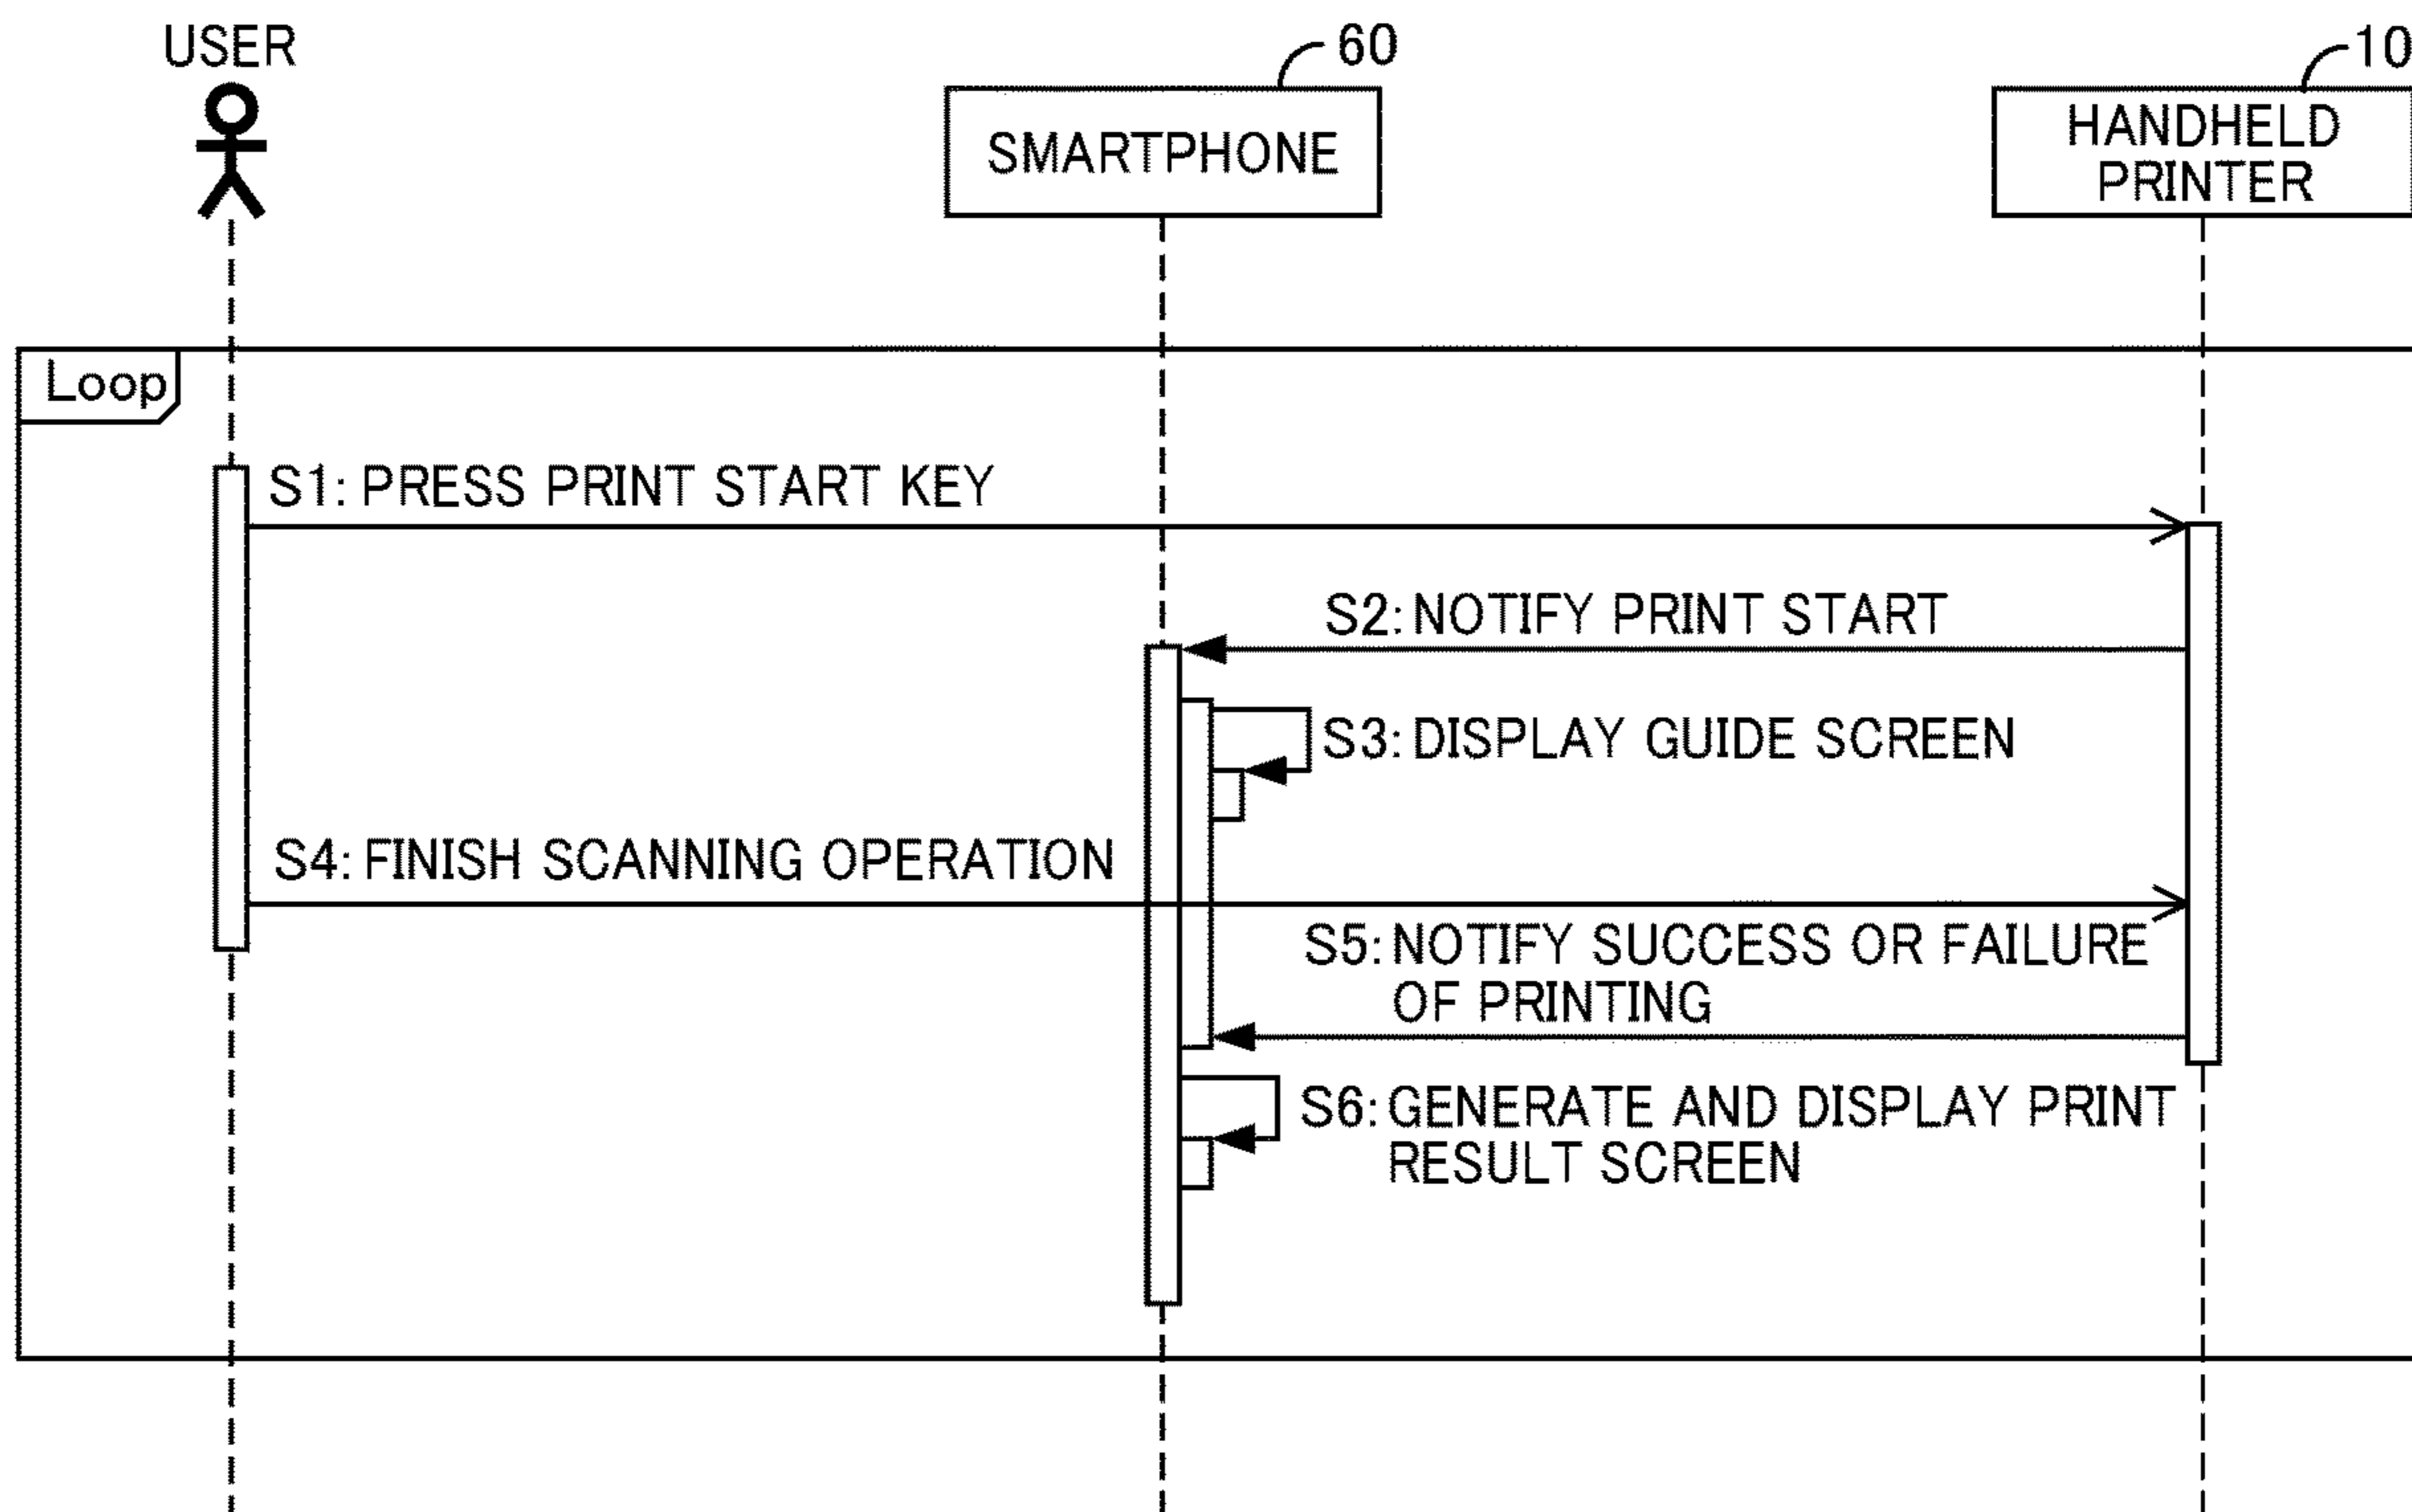 USER
60
10
SMARTPHONE
HANDHELD
PRINTER
Loop
S1: PRESS PRINT START KEY
S2: NOTIFY PRINT START
S3: DISPLAY GUIDE SCREEN
S4: FINISH SCANNING OPERATION
S5: NOTIFY SUCCESS OR FAILURE
OF PRINTING
S6: GENERATE AND DISPLAY PRINT
RESULT SCREEN